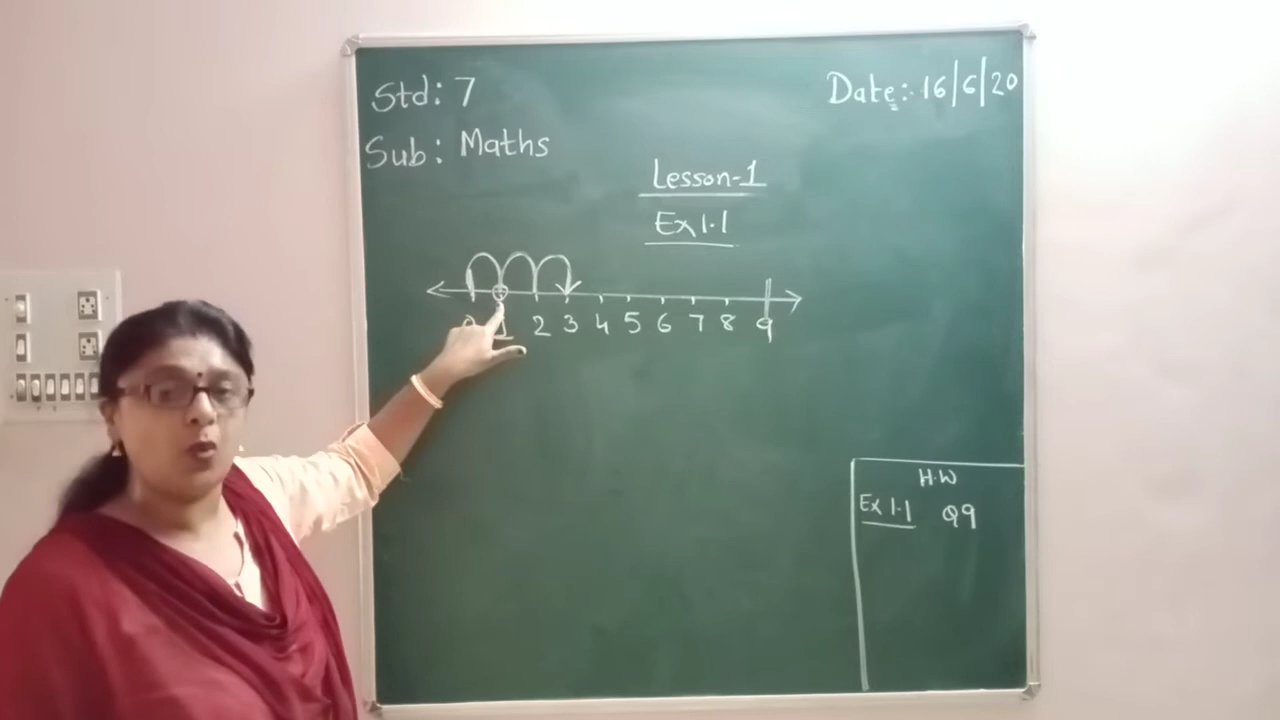 Std: 7
Date:- 16/6/20
Sub: Maths
Lesson-1
Ex 1.1
0 1 2 3 4 5 6 7 8 9
H.W
Ex 1.1 Q9